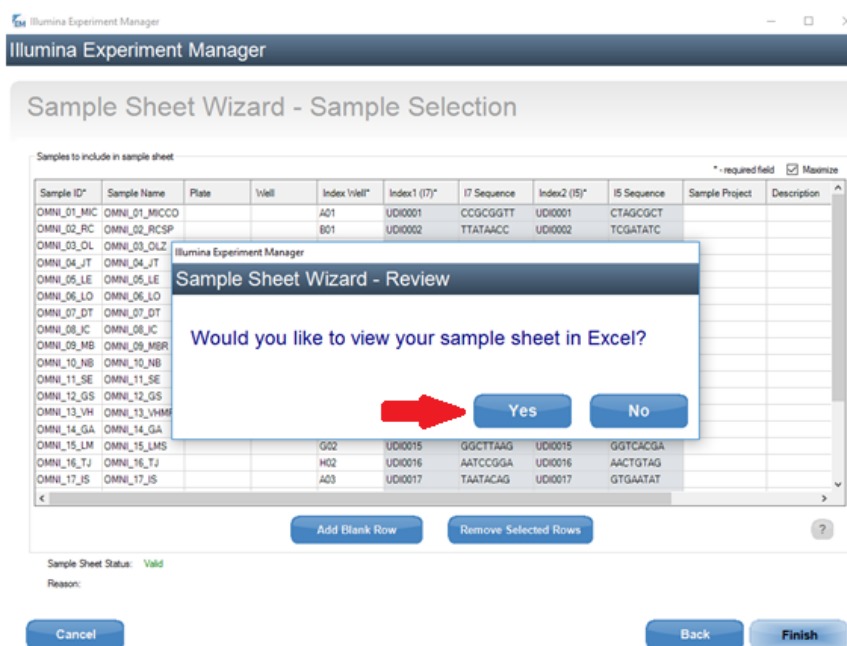 EM Illumina Experiment Manager
Illumina Experiment Manager
Sample Sheet Wizard - Sample Selection
Samples to include in sample sheet
* - required field Maximize
Sample ID* Sample Name Plate Well Index Well* Index1 (I7)* I7 Sequence Index2 (I5)* I5 Sequence Sample Project Description
OMNI_01_MIC OMNI_01_MICCO A01 UDI0001 CCGCGGTT UDI0001 CTAGCGCT
OMNI_02_RC OMNI_02_RCSP B01 UDI0002 TTATAACC UDI0002 TCGATATC
OMNI_03_OL OMNI_03_OLZ
OMNI_04_JT OMNI_04_JT
OMNI_05_LE OMNI_05_LE
OMNI_06_LO OMNI_06_LO
OMNI_07_DT OMNI_07_DT
OMNI_08_IC OMNI_08_IC
OMNI_09_MB OMNI_09_MBR
OMNI_10_NB OMNI_10_NB
OMNI_11_SE OMNI_11_SE
OMNI_12_GS OMNI_12_GS
OMNI_13_VH OMNI_13_VHMF
OMNI_14_GA OMNI_14_GA
OMNI_15_LM OMNI_15_LMS G02 UDI0015 GGCTTAAG UDI0015 GGTCACGA
OMNI_16_TJ OMNI_16_TJ H02 UDI0016 AATCCGGA UDI0016 AACTGTAG
OMNI_17_IS OMNI_17_IS A03 UDI0017 TAATACAG UDI0017 GTGAATAT
Illumina Experiment Manager
Sample Sheet Wizard - Review
Would you like to view your sample sheet in Excel?
Yes No
Add Blank Row Remove Selected Rows ?
Sample Sheet Status: Valid
Reason:
Cancel Back Finish